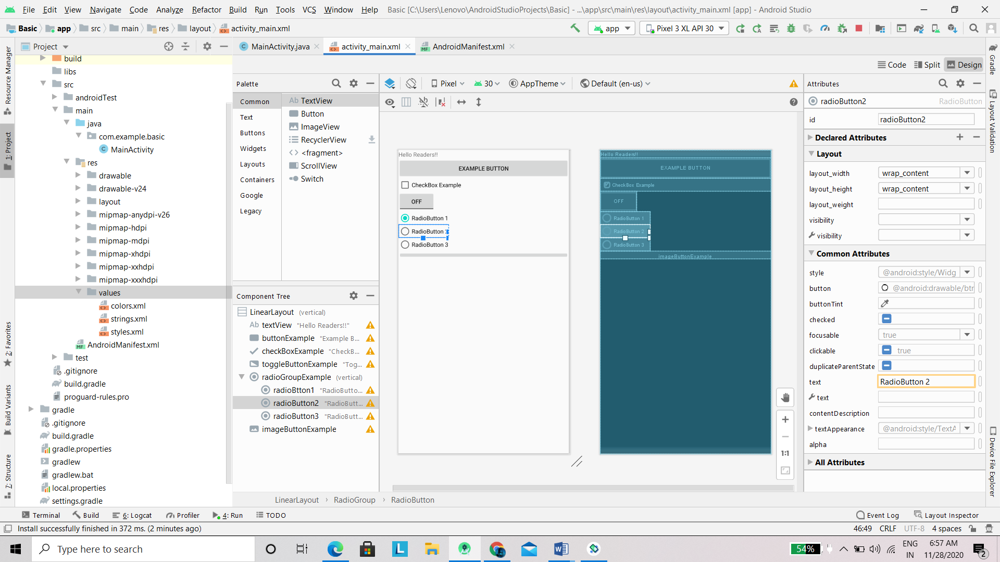 File Edit View Navigate Code Analyze Refactor Build Run Tools VCS Window Help Basic [C:\Users\Lenovo\AndroidStudioProjects\Basic] - ...\app\src\main\res\layout\activity_main.xml [app] - Android Studio
Basic app src main res layout activity_main.xml app Pixel 3 XL API 30
Project
MainActivity.java activity_main.xml AndroidManifest.xml
Code Split Design
Resource Manager
1: Project
2: Favorites
Build Variants
7: Structure
build
libs
src
androidTest
main
java
com.example.basic
MainActivity
res
drawable
drawable-v24
layout
mipmap-anydpi-v26
mipmap-hdpi
mipmap-mdpi
mipmap-xhdpi
mipmap-xxhdpi
mipmap-xxxhdpi
values
colors.xml
strings.xml
styles.xml
AndroidManifest.xml
test
.gitignore
build.gradle
proguard-rules.pro
gradle
.gitignore
build.gradle
gradle.properties
gradlew
gradlew.bat
local.properties
settings.gradle
Palette
Common
Text
Buttons
Widgets
Layouts
Containers
Google
Legacy
Ab TextView
Button
ImageView
RecyclerView
<fragment>
ScrollView
Switch
Component Tree
LinearLayout (vertical)
Ab textView "Hello Readers!!"
buttonExample "Example B...
checkBoxExample "CheckB...
toggleButtonExample "Tog...
radioGroupExample (vertical)
radioBtton1 "RadioButto...
radioButton2 "RadioButt...
radioButton3 "RadioButt...
imageButtonExample
Pixel 30 AppTheme Default (en-us)
Hello Readers!!
EXAMPLE BUTTON
CheckBox Example
OFF
RadioButton 1
RadioButton
RadioButton 3
Hello Readers!!
EXAMPLE BUTTON
CheckBox Example
OFF
RadioButton 1
RadioButton 2
RadioButton 3
imageButtonExample
1:1
LinearLayout RadioGroup RadioButton
Attributes
radioButton2 RadioButton
id radioButton2
Declared Attributes
Layout
layout_width wrap_content
layout_height wrap_content
layout_weight
visibility
visibility
Common Attributes
style @android:style/Widg
button @android:drawable/btr
buttonTint
checked
focusable true
clickable true
duplicateParentState
text RadioButton 2
text
contentDescription
textAppearance @android:style/TextA
alpha
All Attributes
Gradle
Layout Validation
Device File Explorer
Terminal Build 6: Logcat Profiler 4: Run TODO Event Log Layout Inspector
Install successfully finished in 372 ms. (2 minutes ago) 46:49 CRLF UTF-8 4 spaces
Type here to search
L
W
54%
ENG
IN
6:57 AM
11/28/2020
2